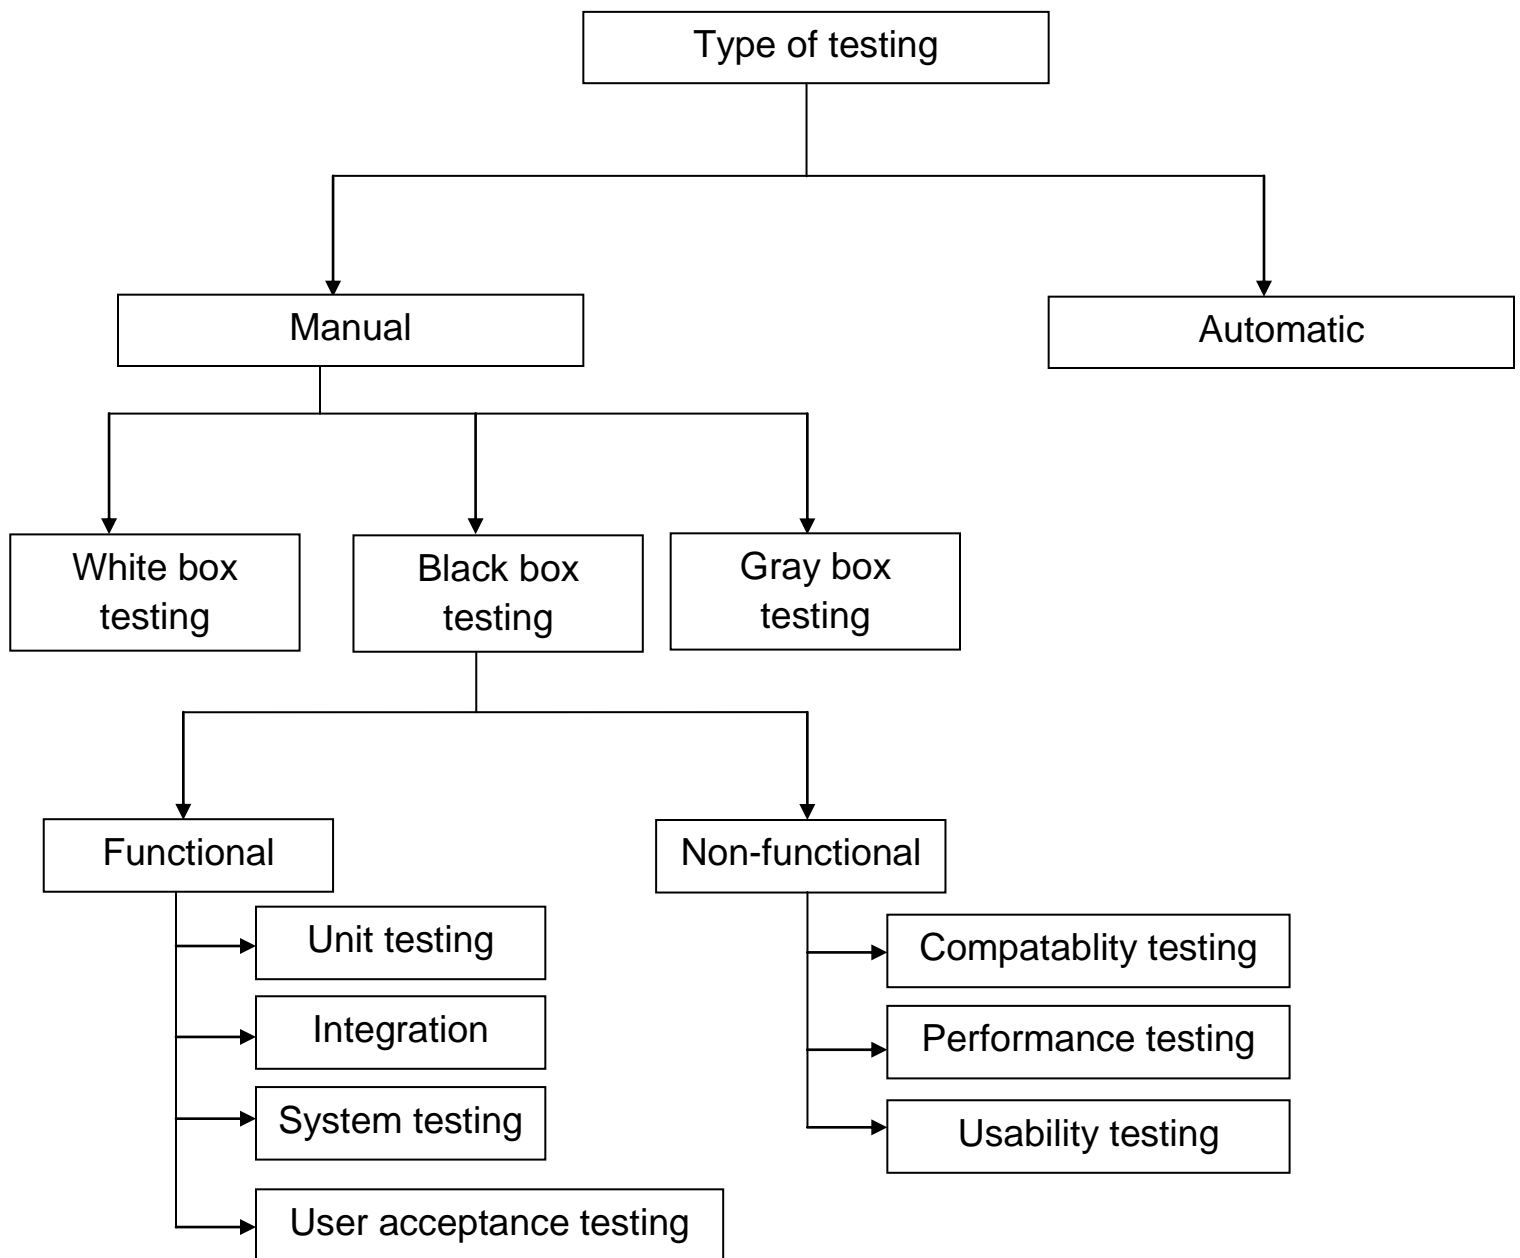 Type of testing
Manual
Automatic
White box
testing
Black box
testing
Gray box
testing
Functional
Non-functional
Unit testing
Integration
System testing
User acceptance testing
Compatablity testing
Performance testing
Usability testing